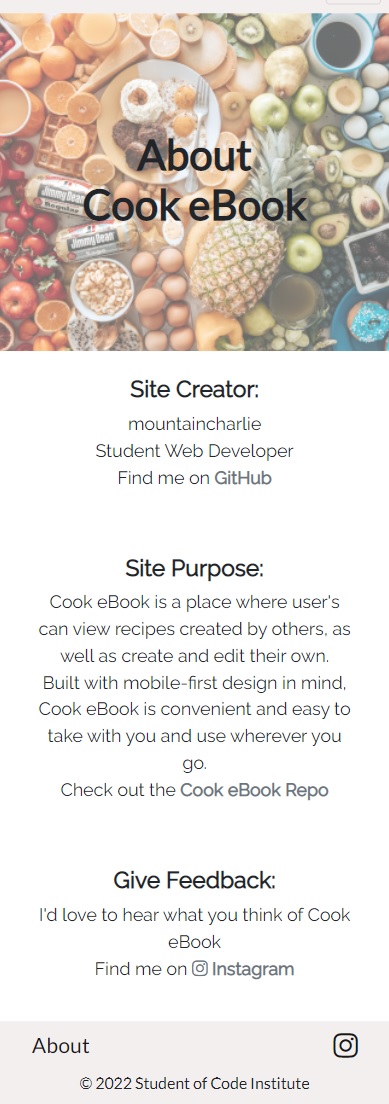 About
Cook eBook
Jimmy Dean
Regular
Jimmy Dean
Site Creator:
mountaincharlie
Student Web Developer
Find me on GitHub
Site Purpose:
Cook eBook is a place where user's
can view recipes created by others, as
well as create and edit their own.
Built with mobile-first design in mind,
Cook eBook is convenient and easy to
take with you and use wherever you
go.
Check out the Cook eBook Repo
Give Feedback:
I'd love to hear what you think of Cook
eBook
Find me on Instagram
About
© 2022 Student of Code Institute